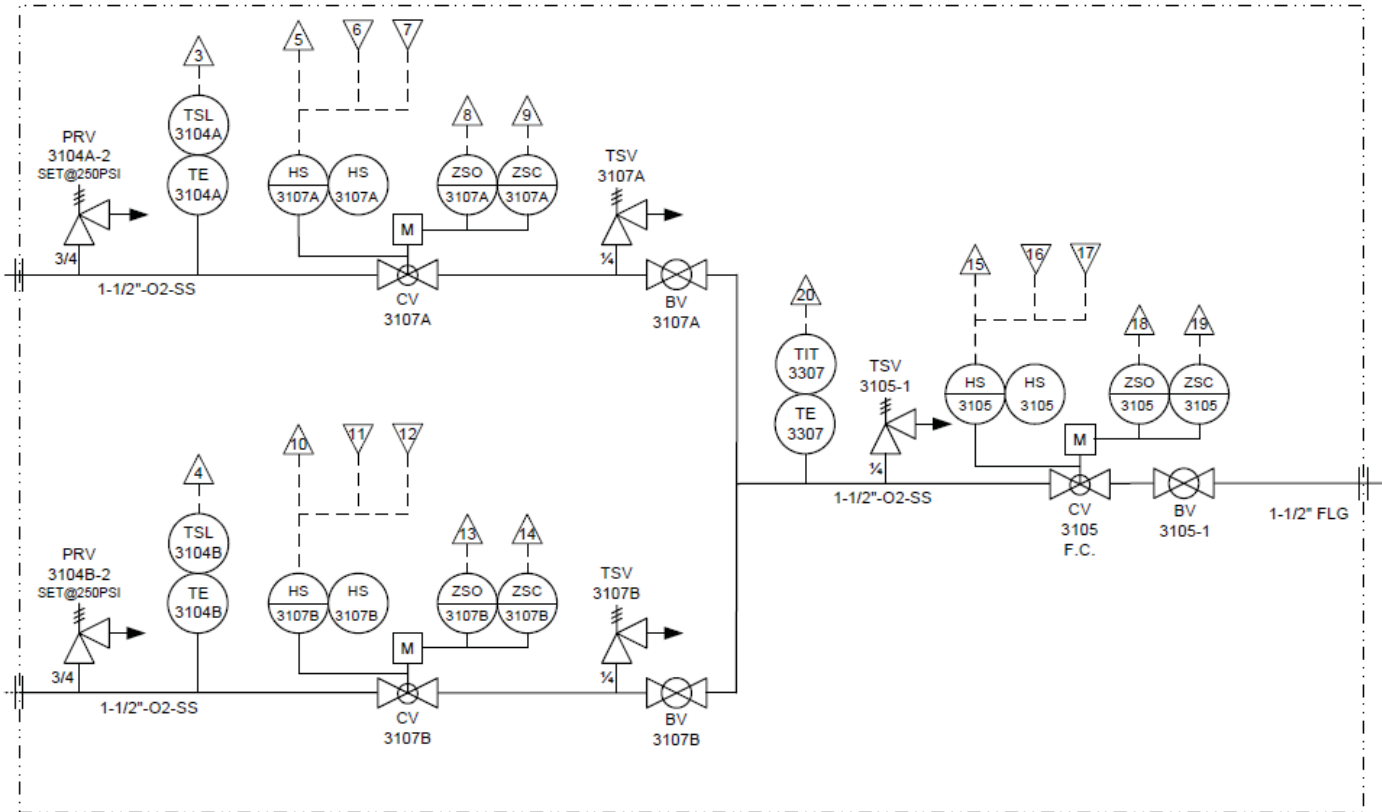 3
5
6
7
TSL
3104A
TE
3104A
PRV
3104A-2
SET@250PSI
3/4
1-1/2"-O2-SS
HS
3107A
HS
3107A
8
9
ZSO
3107A
ZSC
3107A
M
CV
3107A
TSV
3107A
¼
BV
3107A
20
TIT
3307
TE
3307
TSV
3105-1
¼
15
16
17
HS
3105
HS
3105
18
19
ZSO
3105
ZSC
3105
M
1-1/2"-O2-SS
CV
3105
F.C.
BV
3105-1
1-1/2" FLG
4
10
11
12
TSL
3104B
TE
3104B
PRV
3104B-2
SET@250PSI
3/4
1-1/2"-O2-SS
HS
3107B
HS
3107B
13
14
ZSO
3107B
ZSC
3107B
M
CV
3107B
TSV
3107B
¼
BV
3107B